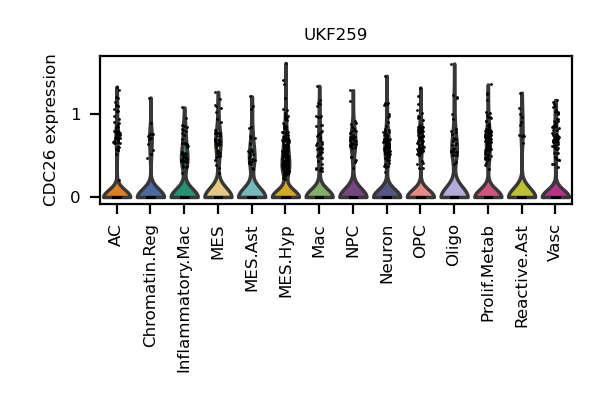 UKF259
CDC26 expression
1
0
AC
Chromatin.Reg
Inflammatory.Mac
MES
MES.Ast
MES.Hyp
Mac
NPC
Neuron
OPC
Oligo
Prolif.Metab
Reactive.Ast
Vasc